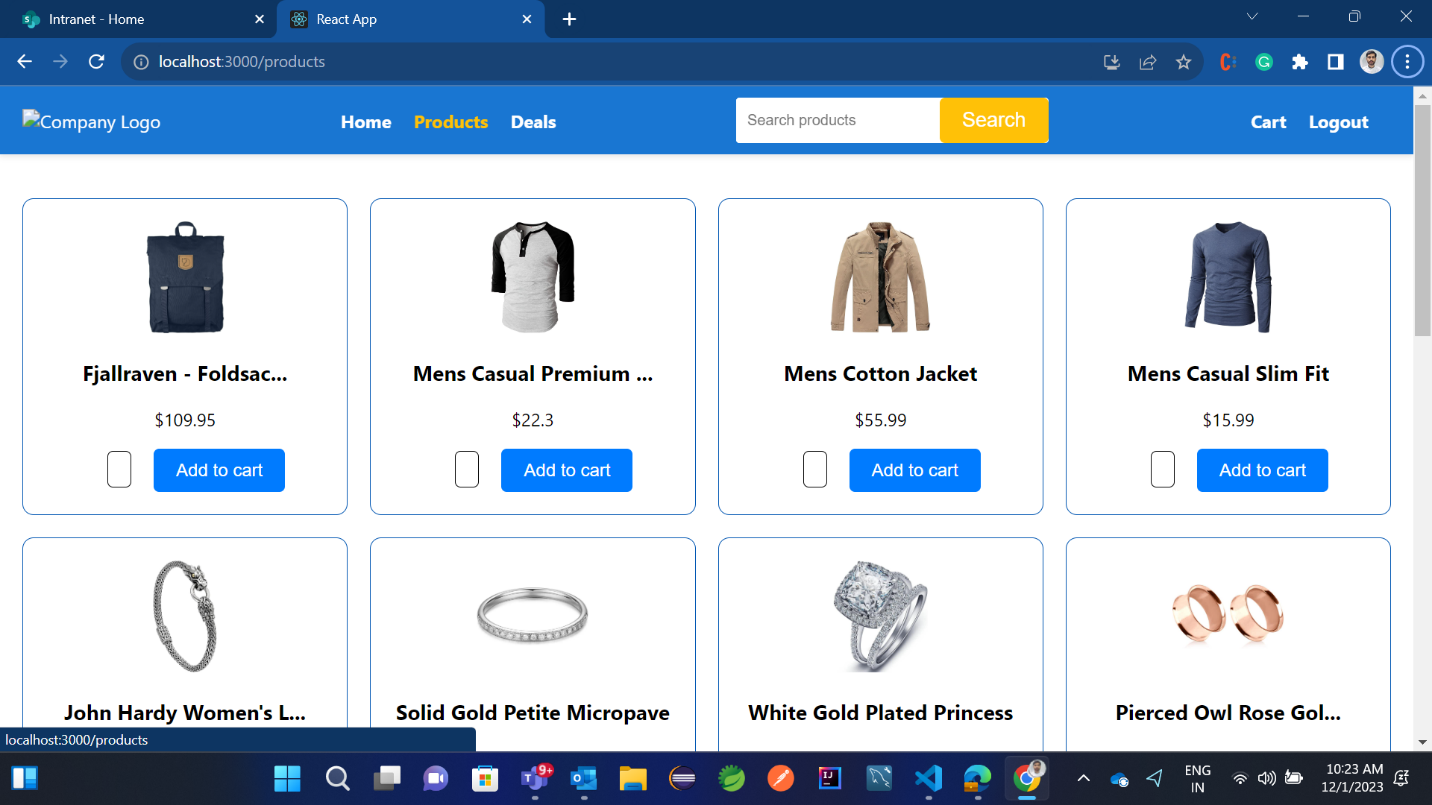 Intranet - Home
React App
localhost:3000/products
Company Logo
Home Products Deals
Search products
Search
Cart Logout
Fjallraven - Foldsac...
$109.95
Add to cart
Mens Casual Premium ...
$22.3
Add to cart
Mens Cotton Jacket
$55.99
Add to cart
Mens Casual Slim Fit
$15.99
Add to cart
John Hardy Women's L...
Solid Gold Petite Micropave
White Gold Plated Princess
Pierced Owl Rose Gol...
localhost:3000/products
9+
ENG
IN
10:23 AM
12/1/2023